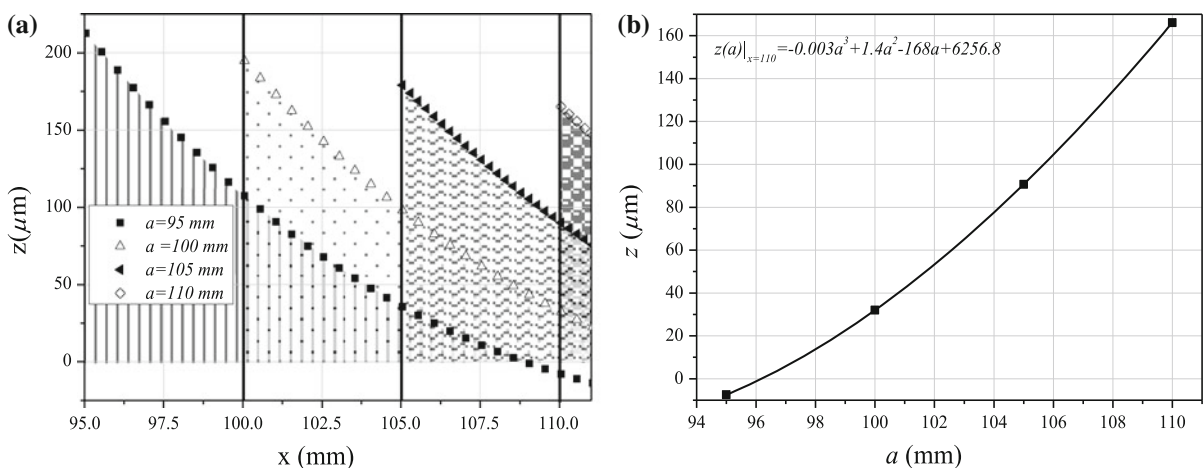 (a)
200
150
100
50
0
z(μm)
a=95 mm
a =100 mm
a=105 mm
a=110 mm
95.0 97.5 100.0 102.5 105.0 107.5 110.0
x (mm)
(b)
160
140
120
100
80
60
40
20
0
z (μm)
z(a)|x=110=-0.003a³+1.4a²-168a+6256.8
94 96 98 100 102 104 106 108 110
a (mm)